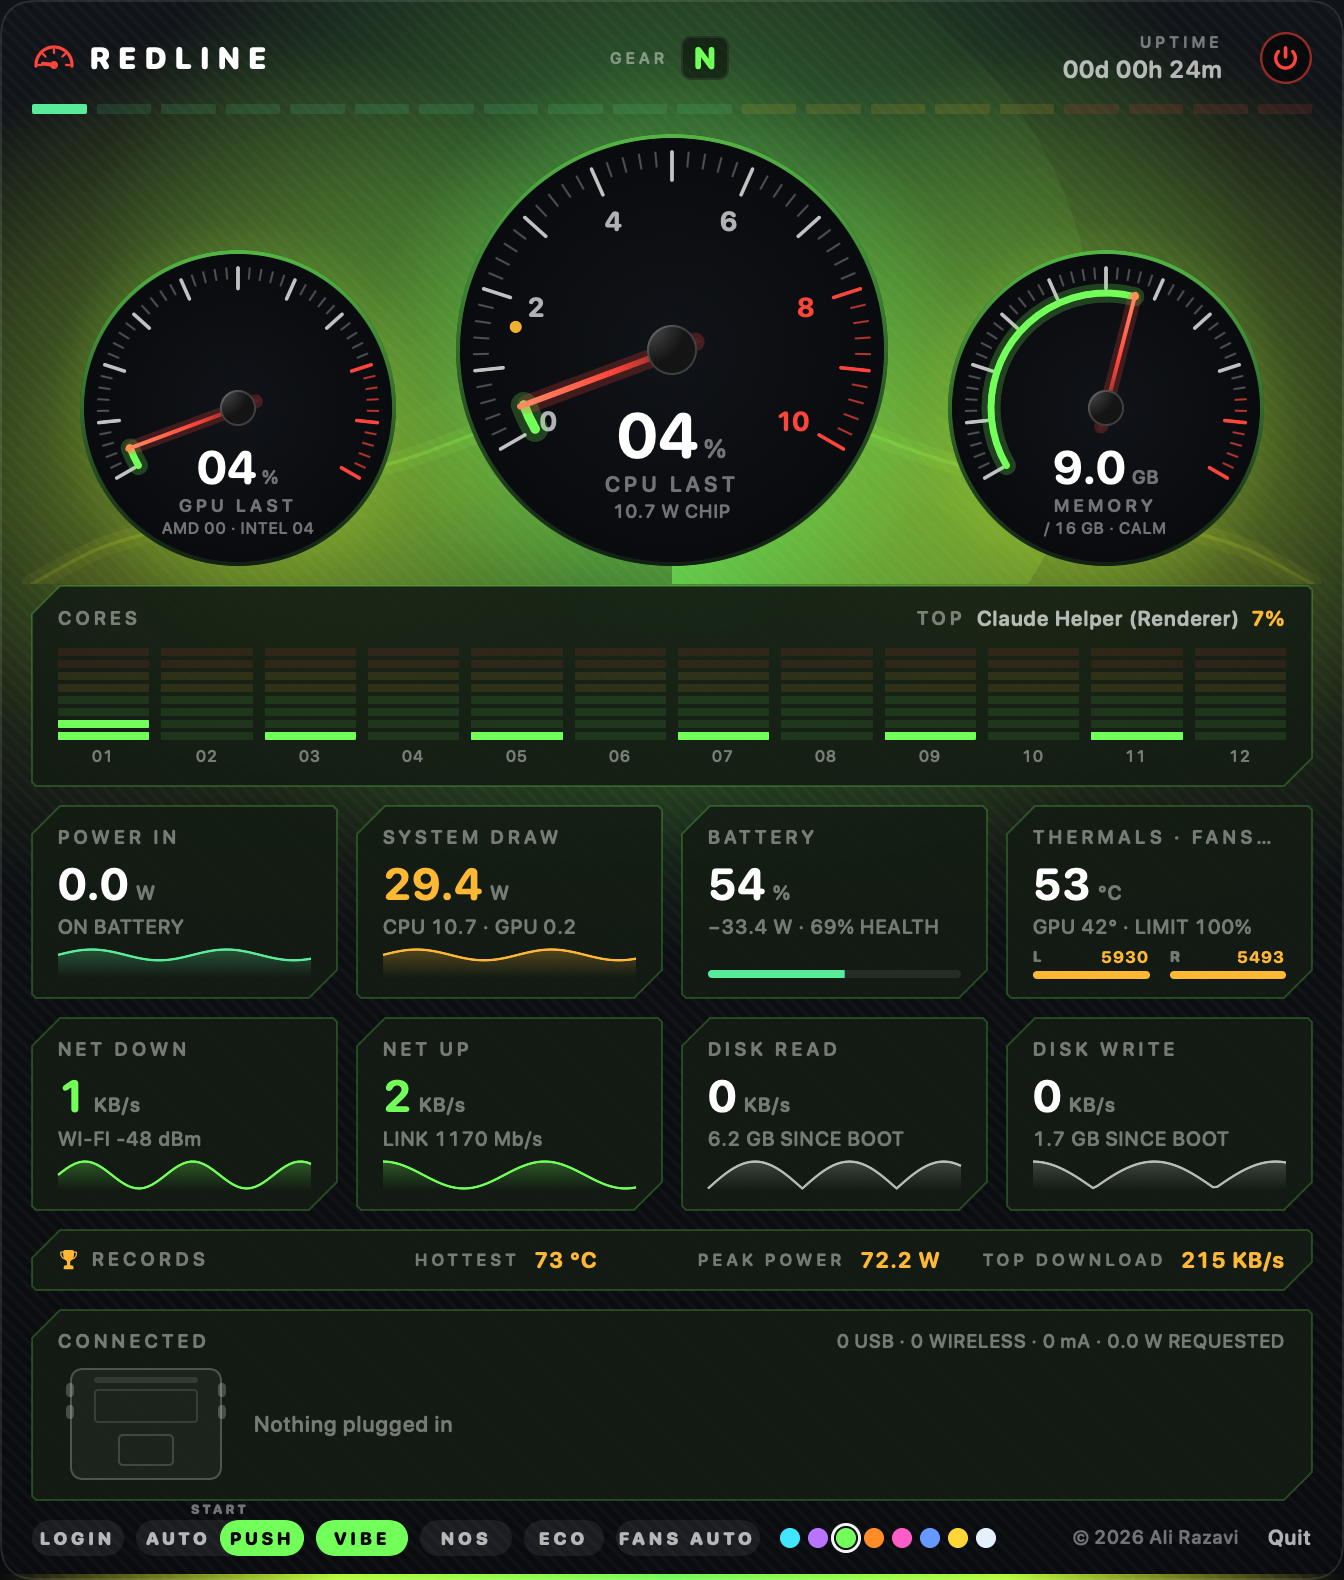 REDLINE
GEAR N
UPTIME
00d 00h 24m
4 6
2 8
0 10
04 %
CPU LAST
10.7 W CHIP
04 %
GPU LAST
AMD 00 · INTEL 04
9.0 GB
MEMORY
/ 16 GB · CALM
CORES
TOP Claude Helper (Renderer) 7%
01 02 03 04 05 06 07 08 09 10 11 12
POWER IN
0.0 W
ON BATTERY
SYSTEM DRAW
29.4 W
CPU 10.7 · GPU 0.2
BATTERY
54 %
−33.4 W · 69% HEALTH
THERMALS · FANS...
53 °C
GPU 42° · LIMIT 100%
L 5930 R 5493
NET DOWN
1 KB/s
WI-FI -48 dBm
NET UP
2 KB/s
LINK 1170 Mb/s
DISK READ
0 KB/s
6.2 GB SINCE BOOT
DISK WRITE
0 KB/s
1.7 GB SINCE BOOT
RECORDS
HOTTEST 73 °C
PEAK POWER 72.2 W
TOP DOWNLOAD 215 KB/s
CONNECTED
0 USB · 0 WIRELESS · 0 mA · 0.0 W REQUESTED
Nothing plugged in
START
LOGIN AUTO PUSH VIBE NOS ECO FANS AUTO
© 2026 Ali Razavi Quit